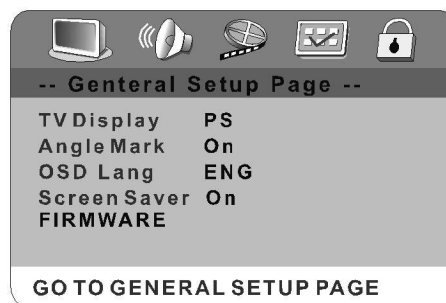 -- Genteral Setup Page --
TV Display PS
Angle Mark On
OSD Lang ENG
Screen Saver On
FIRMWARE
GO TO GENERAL SETUP PAGE